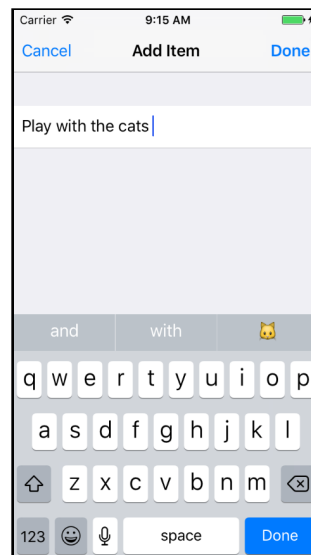 Carrier 9:15 AM
Cancel Add Item Done
Play with the cats
and with
q w e r t y u i o p
a s d f g h j k l
z x c v b n m
123 space Done